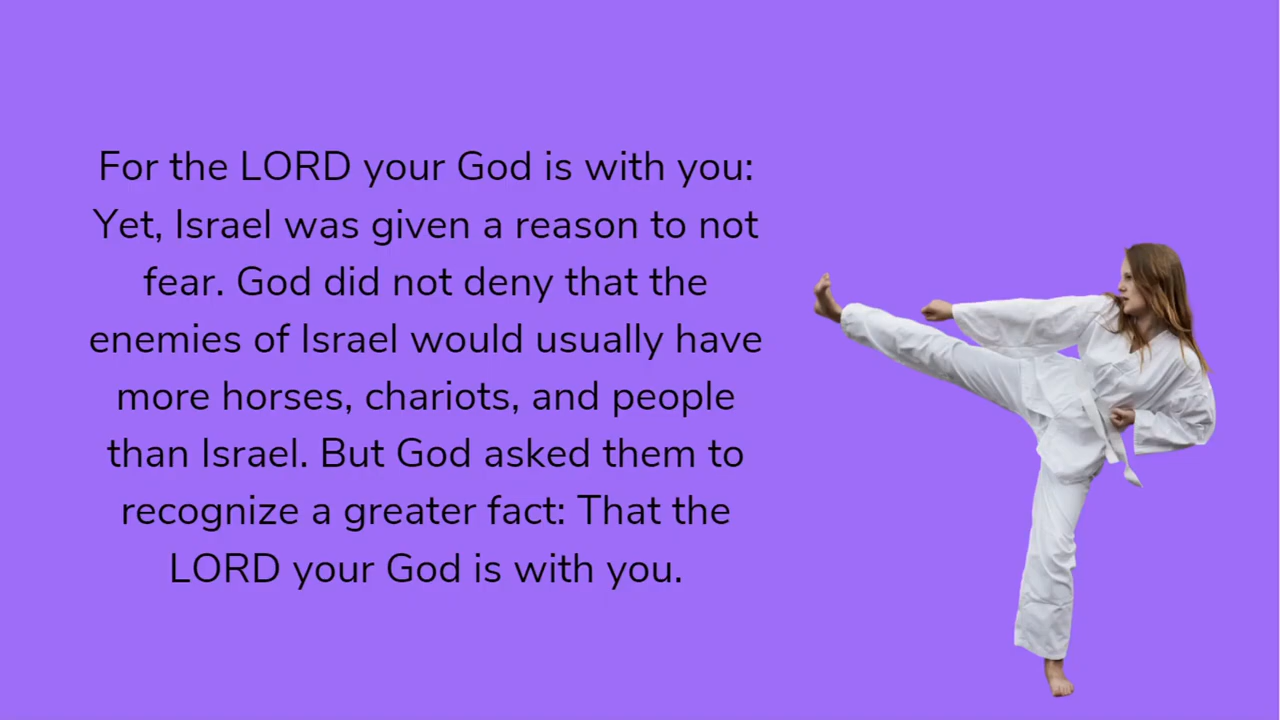 For the LORD your God is with you:
Yet, Israel was given a reason to not
fear. God did not deny that the
enemies of Israel would usually have
more horses, chariots, and people
than Israel. But God asked them to
recognize a greater fact: That the
LORD your God is with you.